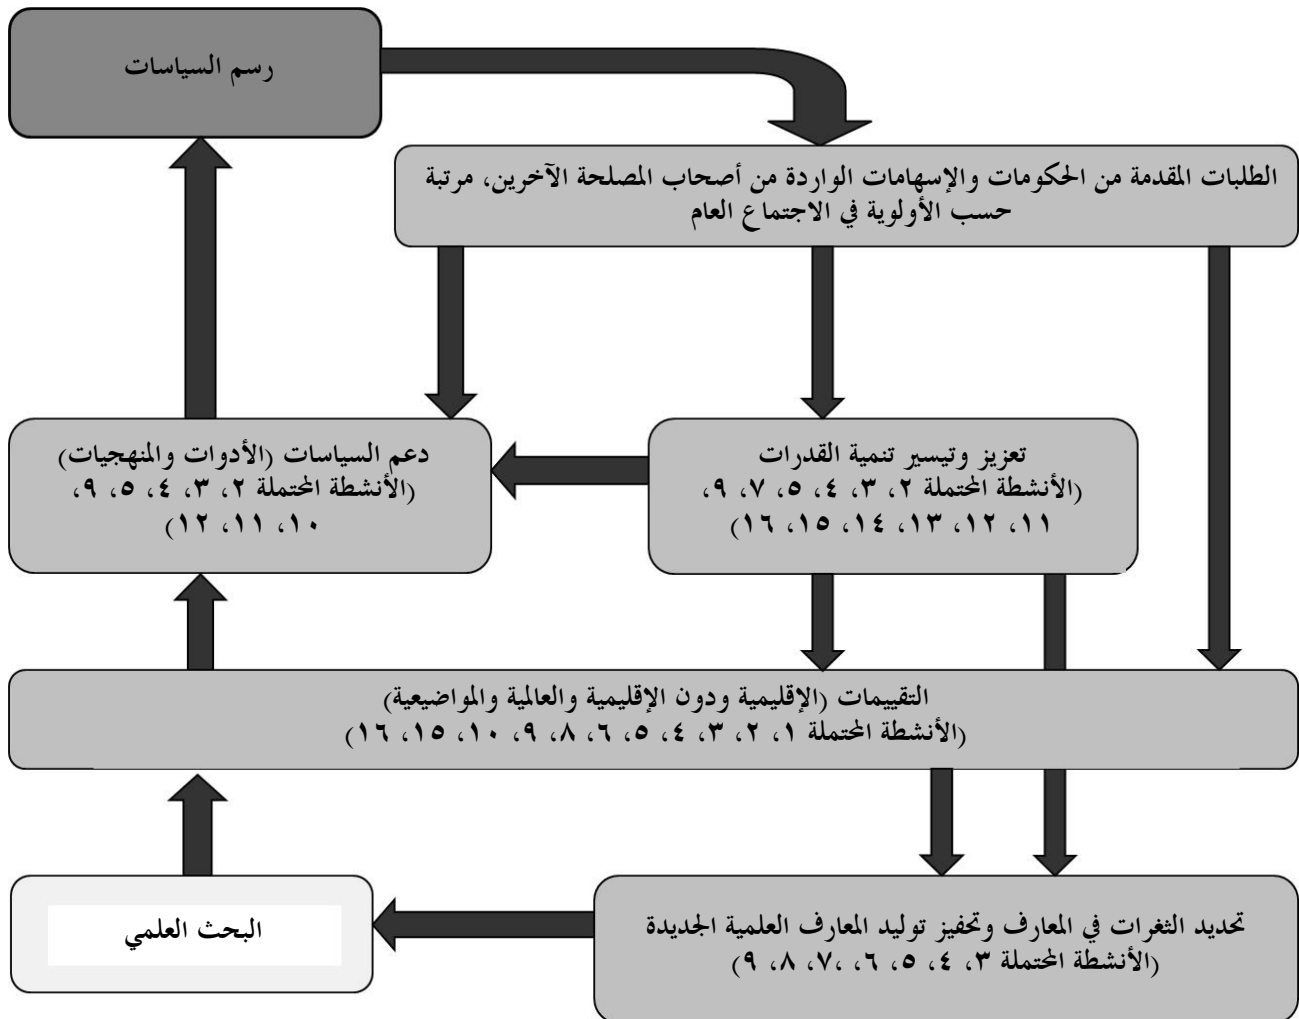 رسم السياسات
الطلبات المقدمة من الحكومات والإسهامات الواردة من أصحاب المصلحة الآخرين، مرتبة
حسب الأولوية في الاجتماع العام
تعزيز وتيسير تنمية القدرات
(الأنشطة المحتملة ٢، ٣، ٤، ٥، ٧، ٩،
١١، ١٢، ١٣، ١٤، ١٥، ١٦)
دعم السياسات (الأدوات والمنهجيات)
(الأنشطة المحتملة ٢، ٣، ٤، ٥، ٩،
١٠، ١١، ١٢)
التقييمات (الإقليمية ودون الإقليمية والعالمية والمواضيعية)
(الأنشطة المحتملة ١، ٢، ٣، ٤، ٥، ٦، ٨، ٩، ١٠، ١٥، ١٦)
تحديد الثغرات في المعارف وتحفيز توليد المعارف العلمية الجديدة
(الأنشطة المحتملة ٣، ٤، ٥، ٦، ،٧، ٨، ٩)
البحث العلمي